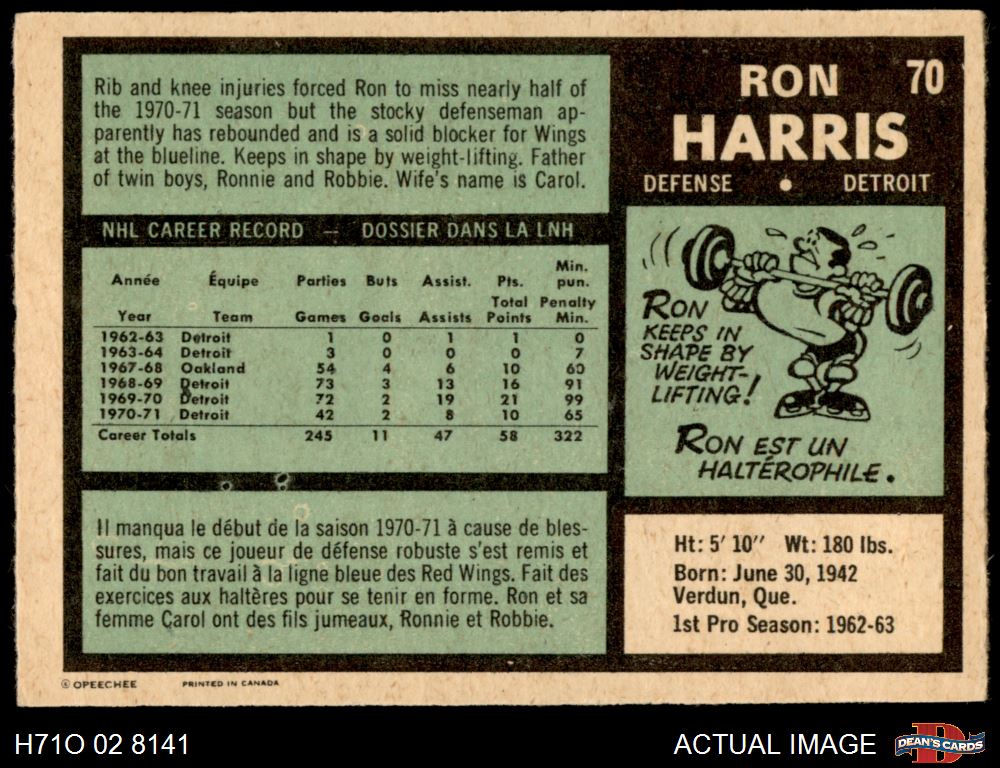 Rib and knee injuries forced Ron to miss nearly half of
the 1970-71 season but the stocky defenseman ap-
parently has rebounded and is a solid blocker for Wings
at the blueline. Keeps in shape by weight-lifting. Father
of twin boys, Ronnie and Robbie. Wife's name is Carol.
RON 70
HARRIS
DEFENSE • DETROIT
NHL CAREER RECORD — DOSSIER DANS LA LNH
Année Équipe Parties Buts Assist. Pts. Min. pun.
Year Team Games Goals Assists Total Points Penalty Min.
1962-63 Detroit 1 0 1 1 0
1963-64 Detroit 3 0 0 0 7
1967-68 Oakland 54 4 6 10 60
1968-69 Detroit 73 3 13 16 91
1969-70 Detroit 72 2 19 21 99
1970-71 Detroit 42 2 8 10 65
Career Totals 245 11 47 58 322
RON
KEEPS IN
SHAPE BY
WEIGHT-
LIFTING!
RON EST UN
HALTÉROPHILE.
Il manqua le début de la saison 1970-71 à cause de bles-
sures, mais ce joueur de défense robuste s'est remis et
fait du bon travail à la ligne bleue des Red Wings. Fait des
exercices aux haltères pour se tenir en forme. Ron et sa
femme Carol ont des fils jumeaux, Ronnie et Robbie.
Ht: 5' 10" Wt: 180 lbs.
Born: June 30, 1942
Verdun, Que.
1st Pro Season: 1962-63
© OPEECHEE PRINTED IN CANADA
H71O 02 8141
ACTUAL IMAGE
DEAN'S CARDS